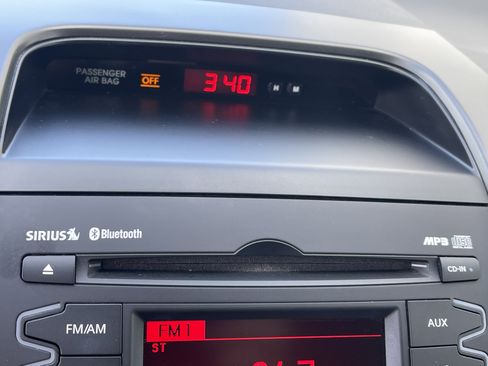 PASSENGER
AIR BAG
OFF
3:40
H M
SIRIUS
Bluetooth
MP3
CD-IN
FM/AM
AUX
FM1
ST